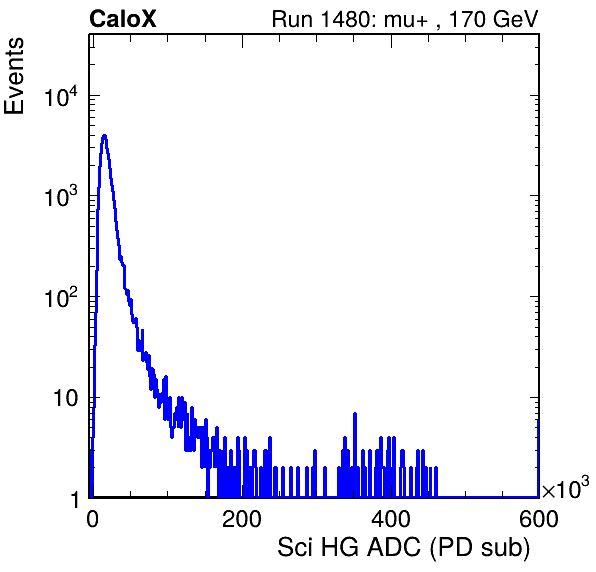 CaloX Run 1480: mu+ , 170 GeV
Events
10⁴
10³
10²
10
1
0 200 400 600 ×10³
Sci HG ADC (PD sub)